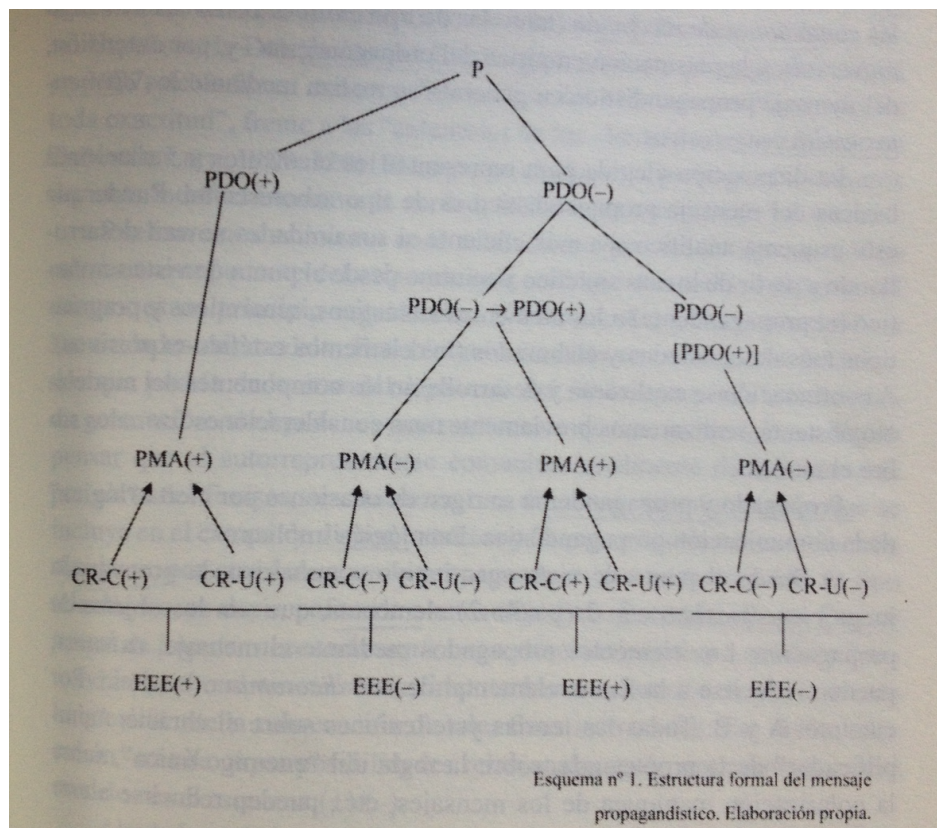 P
PDO(+) PDO(–)
PDO(–) → PDO(+) PDO(–)
[PDO(+)]
PMA(+) PMA(–) PMA(+) PMA(–)
CR-C(+) CR-U(+) CR-C(–) CR-U(–) CR-C(+) CR-U(+) CR-C(–) CR-U(–)
EEE(+) EEE(–) EEE(+) EEE(–)
Esquema nº 1. Estructura formal del mensaje
propagandístico. Elaboración propia.